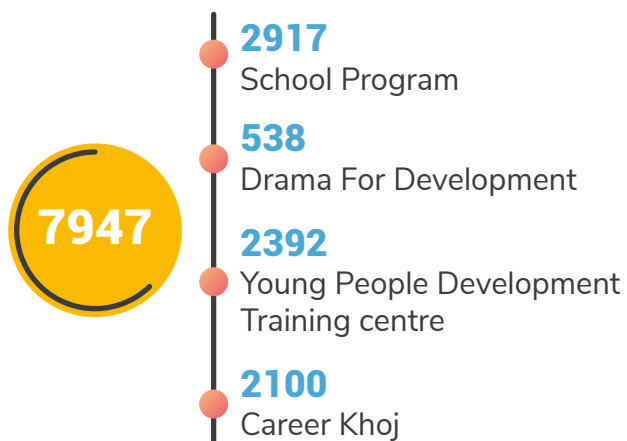 7947
2917
School Program
538
Drama For Development
2392
Young People Development
Training centre
2100
Career Khoj